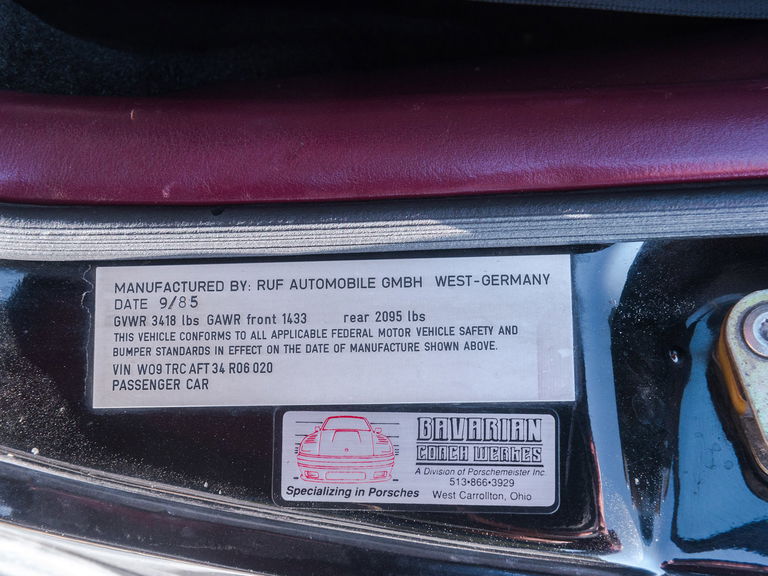 MANUFACTURED BY: RUF AUTOMOBILE GMBH WEST-GERMANY
DATE 9/85
GVWR 3418 lbs GAWR front 1433 rear 2095 lbs
THIS VEHICLE CONFORMS TO ALL APPLICABLE FEDERAL MOTOR VEHICLE SAFETY AND
BUMPER STANDARDS IN EFFECT ON THE DATE OF MANUFACTURE SHOWN ABOVE.
VIN W09 TRC AFT 34 R06 020
PASSENGER CAR
BAVARIAN
COACH WERKES
A Division of Porschemeister Inc.
513•866•3929
Specializing in Porsches West Carrollton, Ohio